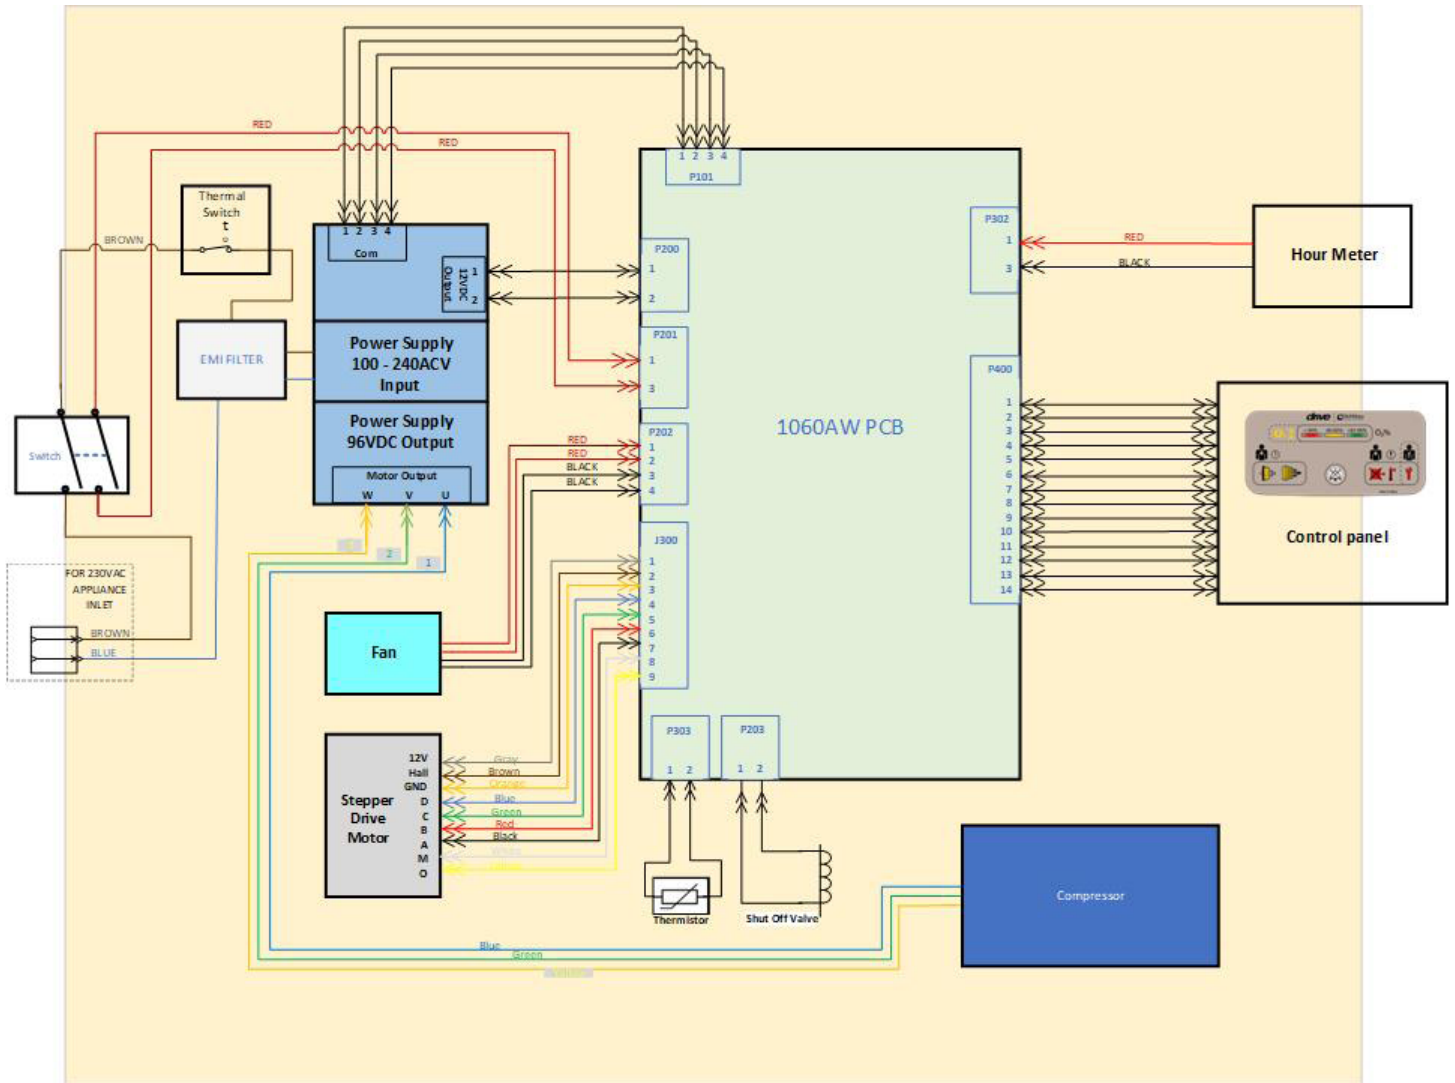 1 2 3 4
P101
RED
RED
Thermal
Switch
t
BROWN
1 2 3 4
Com
12VDC
Output
1
2
P200
1
2
P302
1
3
RED
BLACK
Hour Meter
EMI FILTER
Power Supply
100 - 240ACV
Input
P201
1
3
Power Supply
96VDC Output
Motor Output
W V U
P202
1
2
3
4
RED
RED
BLACK
BLACK
1060AW PCB
P400
1
2
3
4
5
6
7
8
9
10
11
12
13
14
drive
O₂%
Control panel
Switch
2
1
FOR 230VAC
APPLIANCE
INLET
BROWN
BLUE
J300
1
2
3
4
5
6
7
8
9
Fan
P303
1 2
P203
1 2
Stepper
Drive
Motor
12V
Hall
GND
D
C
B
A
M
O
Gray
Brown
Orange
Blue
Green
Red
Black
White
Thermistor
Shut Off Valve
Compressor
Blue
Green